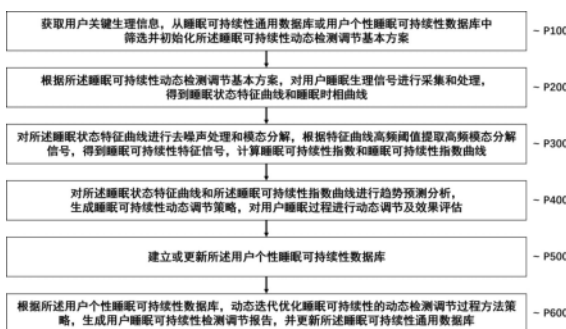 获取用户关键生理信息，从睡眠可持续性通用数据库或用户个性睡眠可持续性数据库中
筛选并初始化所述睡眠可持续性动态检测调节基本方案
~ P100
根据所述睡眠可持续性动态检测调节基本方案，对用户睡眠生理信号进行采集和处理，
得到睡眠状态特征曲线和睡眠时相曲线
~ P200
对所述睡眠状态特征曲线进行去噪声处理和模态分解，根据特征曲线高频阈值提取高频模态分解
信号，得到睡眠可持续性特征信号，计算睡眠可持续性指数和睡眠可持续性指数曲线
~ P300
对所述睡眠状态特征曲线和所述睡眠可持续性指数曲线进行趋势预测分析，
生成睡眠可持续性动态调节策略，对用户睡眠过程进行动态调节及效果评估
~ P400
建立或更新所述用户个性睡眠可持续性数据库
~ P500
根据所述用户个性睡眠可持续性数据库，动态迭代优化睡眠可持续性的动态检测调节过程方法策
略，生成用户睡眠可持续性检测调节报告，并更新所述睡眠可持续性通用数据库
~ P600